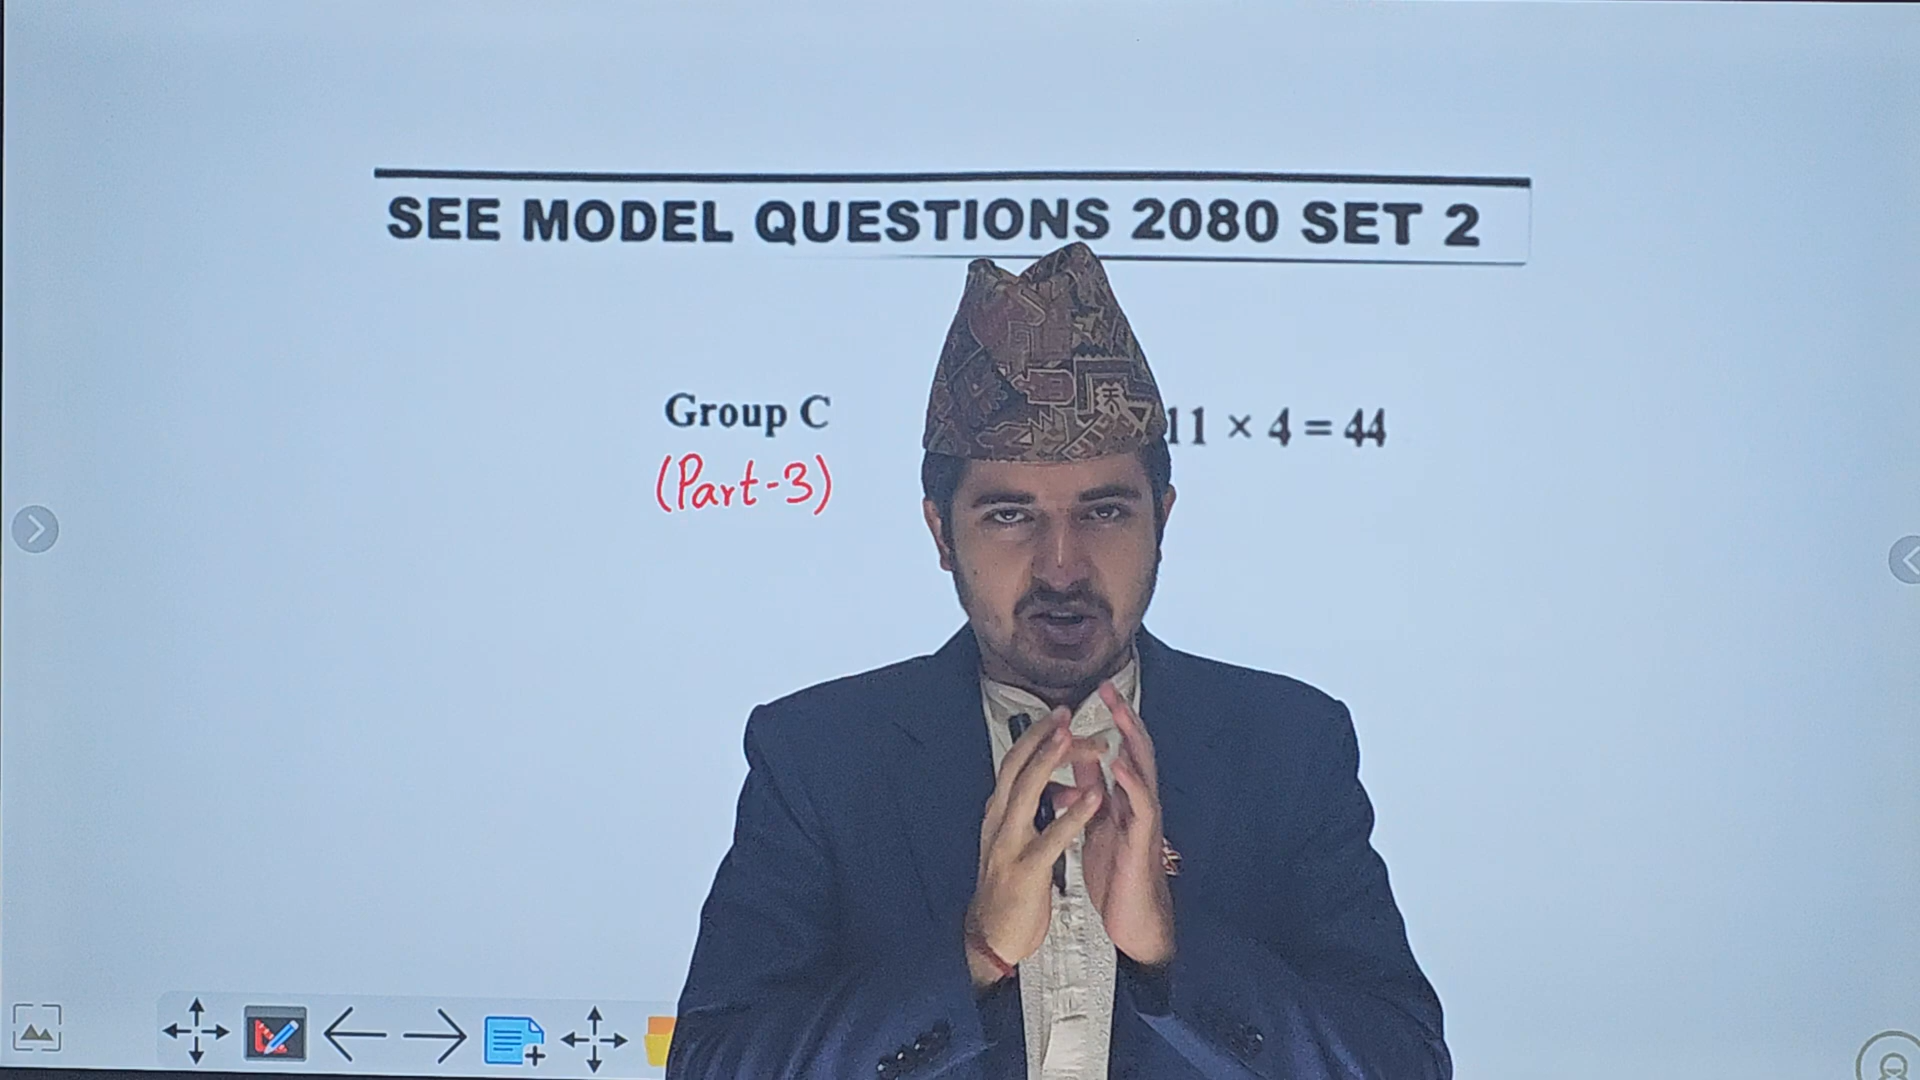 SEE MODEL QUESTIONS 2080 SET 2
Group C
11 × 4 = 44
(Part-3)